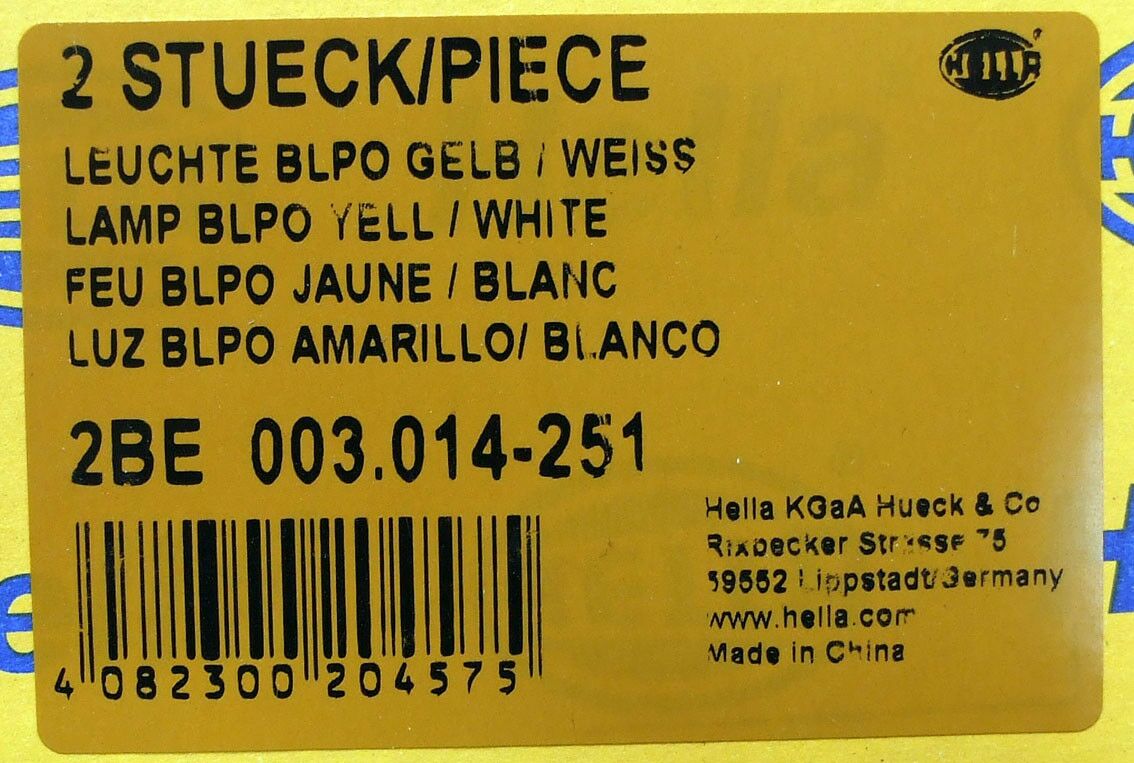 2 STUECK/PIECE
HELLA
LEUCHTE BLPO GELB / WEISS
LAMP BLPO YELL / WHITE
FEU BLPO JAUNE / BLANC
LUZ BLPO AMARILLO/ BLANCO
2BE 003.014-251
4 082300 204575
Hella KGaA Hueck & Co
Rixbecker Strasse 75
59552 Lippstadt/Germany
www.hella.com
Made in China